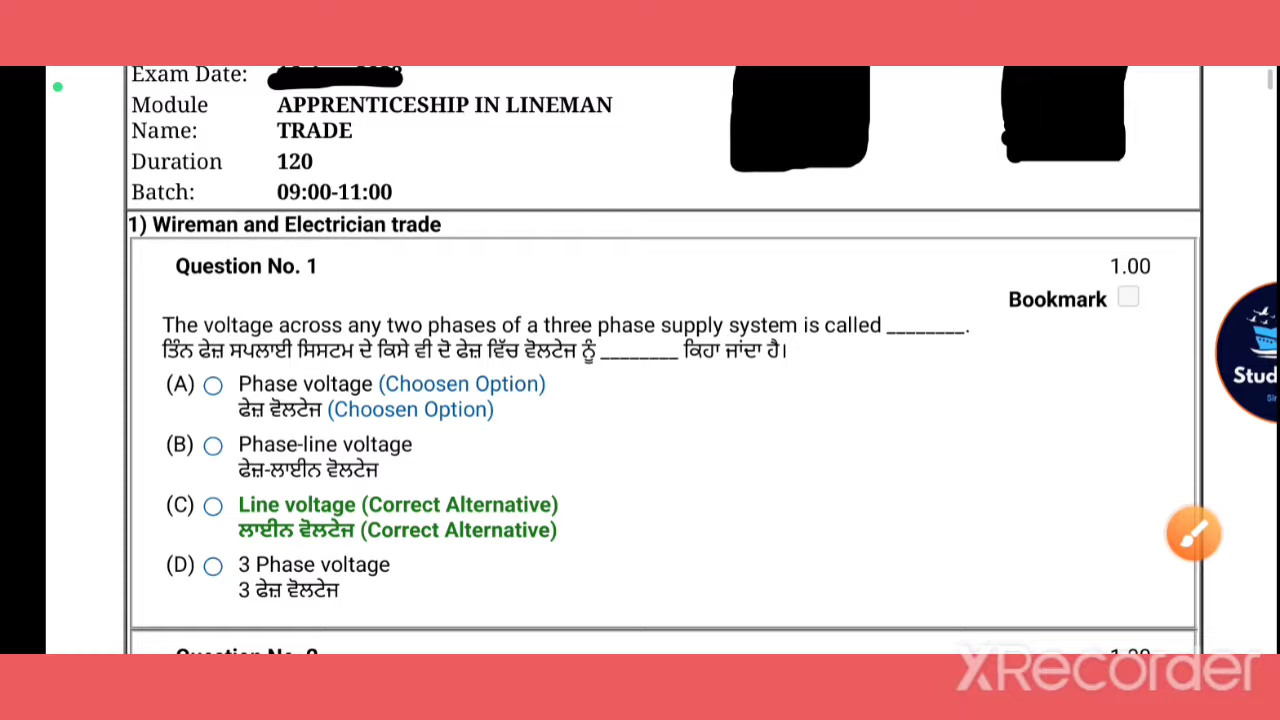 Exam Date:
Module APPRENTICESHIP IN LINEMAN
Name: TRADE
Duration 120
Batch: 09:00-11:00
1) Wireman and Electrician trade
Question No. 1 1.00
Bookmark
The voltage across any two phases of a three phase supply system is called ________.
ਤਿੰਨ ਫੇਜ਼ ਸਪਲਾਈ ਸਿਸਟਮ ਦੇ ਕਿਸੇ ਵੀ ਦੋ ਫੇਜ਼ ਵਿੱਚ ਵੋਲਟੇਜ ਨੂੰ ________ ਕਿਹਾ ਜਾਂਦਾ ਹੈ।
(A) Phase voltage (Choosen Option)
ਫੇਜ਼ ਵੋਲਟੇਜ (Choosen Option)
(B) Phase-line voltage
ਫੇਜ਼-ਲਾਈਨ ਵੋਲਟੇਜ
(C) Line voltage (Correct Alternative)
ਲਾਈਨ ਵੋਲਟੇਜ (Correct Alternative)
(D) 3 Phase voltage
3 ਫੇਜ਼ ਵੋਲਟੇਜ
Stud
XRecorder